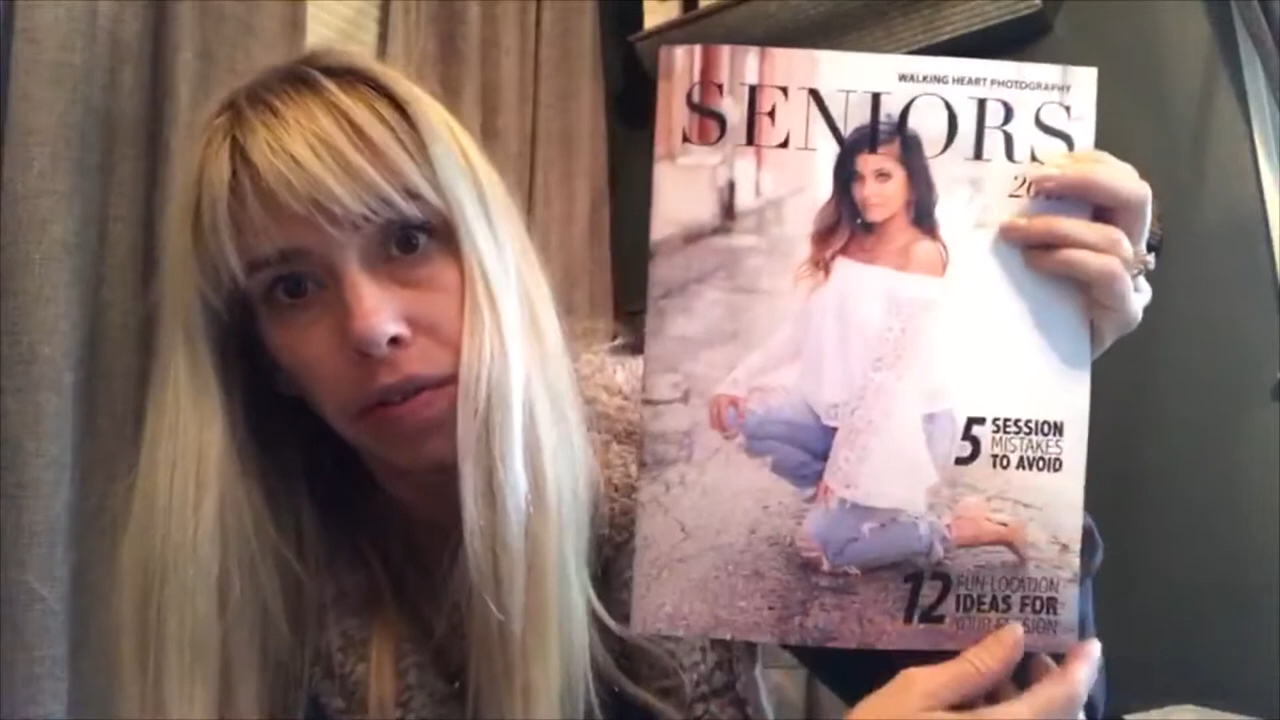 WALKING HEART PHOTOGRAPHY
SENIORS
5 SESSION
MISTAKES
TO AVOID
12 FUN LOCATION
IDEAS FOR
YOUR SESSION